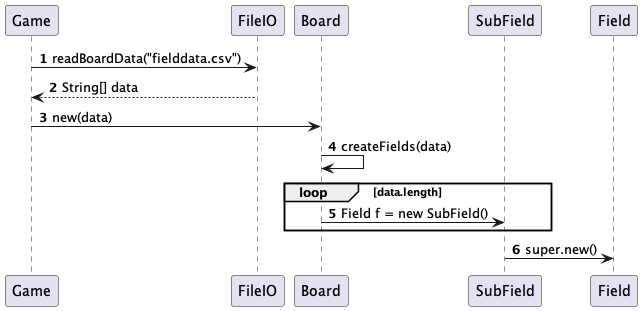 Game FileIO Board SubField Field
1 readBoardData("fielddata.csv")
2 String[] data
3 new(data)
4 createFields(data)
loop [data.length]
5 Field f = new SubField()
6 super.new()
Game FileIO Board SubField Field